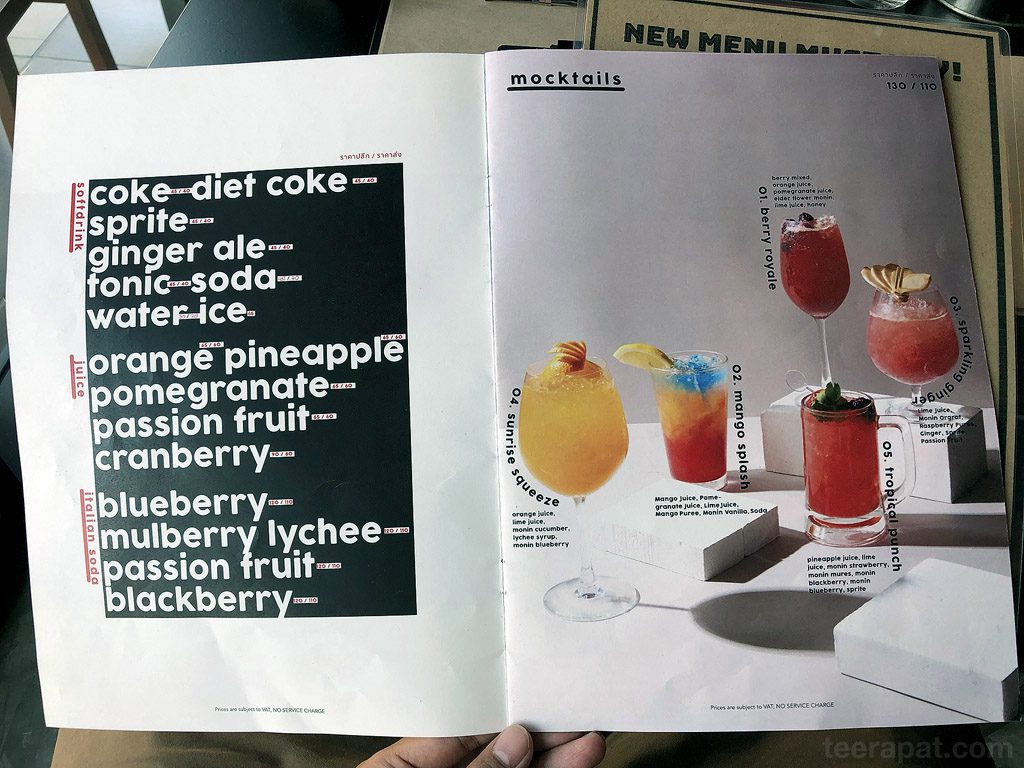 NEW MENU MUST
Y!
ราคาปลีก / ราคาส่ง
softdrink
coke 45 / 40 diet coke 45 / 40
sprite 45 / 40
ginger ale 45 / 40
tonic 45 / 40 soda
water ice
juice
orange 65 / 60 pineapple 65 / 60
pomegranate 65 / 60
passion fruit 65 / 60
cranberry 90 / 80
italian soda
blueberry 120 / 110
mulberry lychee 120 / 110
passion fruit 120 / 110
blackberry 120 / 110
Prices are subject to VAT, NO SERVICE CHARGE
mocktails
ราคาปลีก / ราคาส่ง
130 / 110
01. berry royale
berry mixed,
orange juice,
pomegranate juice,
elder flower monin,
lime juice, honey
03. sparkling ginger
Lime juice,
Monin Orgrat,
Raspberry Puree,
Ginger, Sprite
Passion Fruit
02. mango splash
Mango Juice, Pome-
granate juice, Lime Juice,
Mango Puree, Monin Vanilla, Soda
04. sunrise squeeze
orange juice,
lime juice,
monin cucumber,
lychee syrup,
monin blueberry
05. tropical punch
pineapple juice, lime
juice, monin strawberry,
monin mures, monin
blackberry, monin
blueberry, sprite
Prices are subject to VAT, NO SERVICE CHARGE
teerapat.com